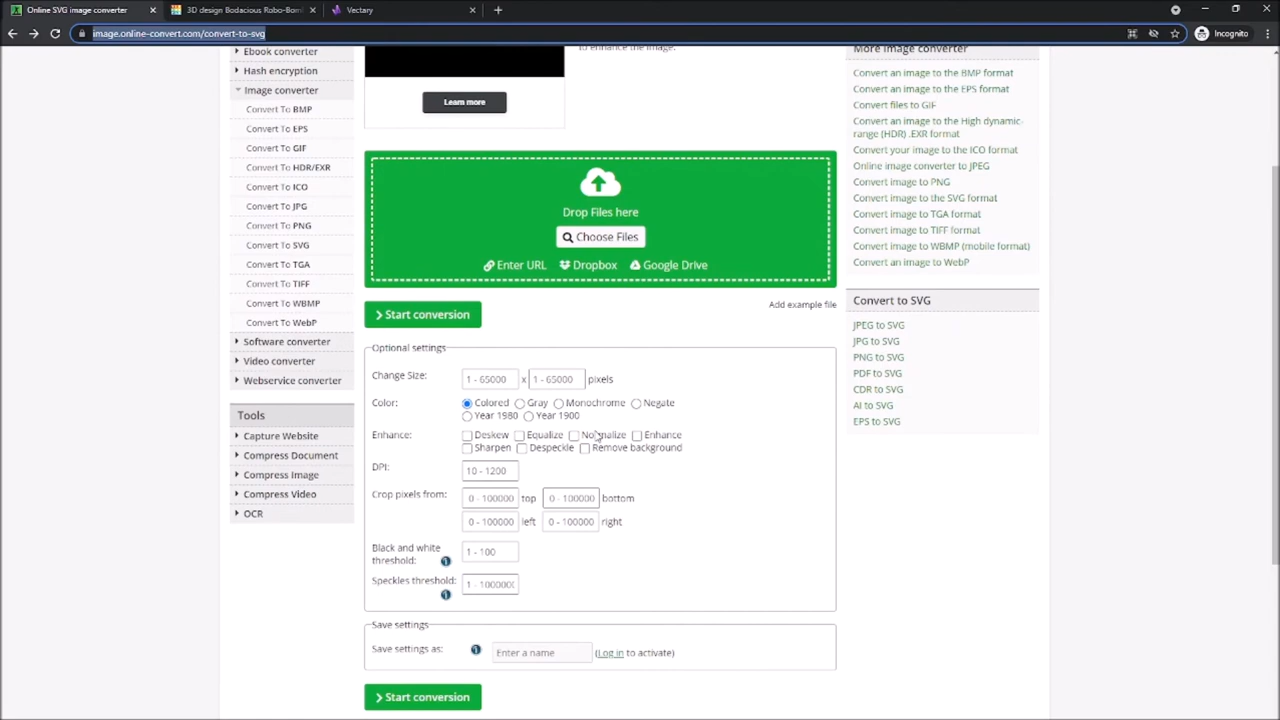 Online SVG image converter
3D design Bodacious Robo-Bom
Vectary
image.online-convert.com/convert-to-svg
Incognito
Ebook converter
Hash encryption
Image converter
Convert To BMP
Convert To EPS
Convert To GIF
Convert To HDR/EXR
Convert To ICO
Convert To JPG
Convert To PNG
Convert To SVG
Convert To TGA
Convert To TIFF
Convert To WBMP
Convert To WebP
Software converter
Video converter
Webservice converter
Tools
Capture Website
Compress Document
Compress Image
Compress Video
OCR
to enhance the image.
Learn more
Drop Files here
Choose Files
Enter URL Dropbox Google Drive
Start conversion
Add example file
Optional settings
Change Size: 1 - 65000 x 1 - 65000 pixels
Color: Colored Gray Monochrome Negate
Year 1980 Year 1900
Enhance: Deskew Equalize Normalize Enhance
Sharpen Despeckle Remove background
DPI: 10 - 1200
Crop pixels from: 0 - 100000 top 0 - 100000 bottom
0 - 100000 left 0 - 100000 right
Black and white
threshold: 1 - 100
Speckles threshold: 1 - 100000
Save settings
Save settings as: Enter a name (Log in to activate)
Start conversion
More image converter
Convert an image to the BMP format
Convert an image to the EPS format
Convert files to GIF
Convert an image to the High dynamic-
range (HDR) .EXR format
Convert your image to the ICO format
Online image converter to JPEG
Convert image to PNG
Convert image to the SVG format
Convert image to TGA format
Convert image to TIFF format
Convert image to WBMP (mobile format)
Convert an image to WebP
Convert to SVG
JPEG to SVG
JPG to SVG
PNG to SVG
PDF to SVG
CDR to SVG
AI to SVG
EPS to SVG